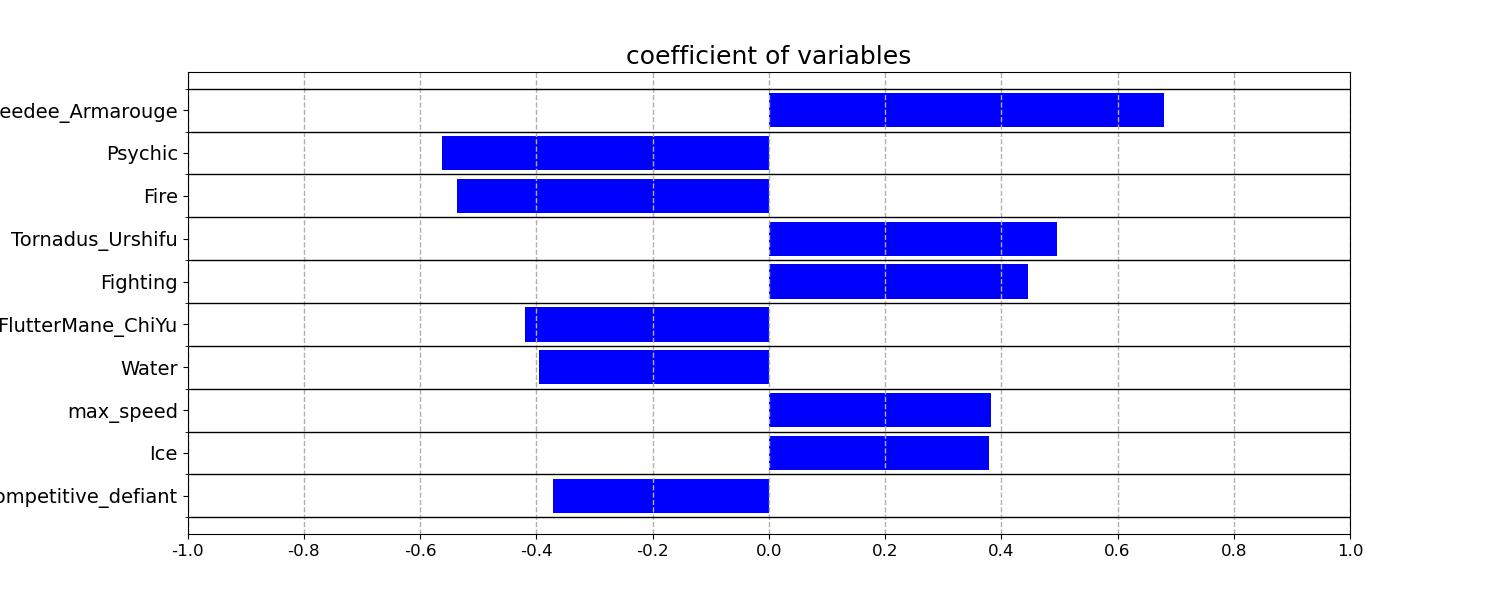 coefficient of variables
eedee_Armarouge
Psychic
Fire
Tornadus_Urshifu
Fighting
FlutterMane_ChiYu
Water
max_speed
Ice
ompetitive_defiant
-1.0 -0.8 -0.6 -0.4 -0.2 0.0 0.2 0.4 0.6 0.8 1.0